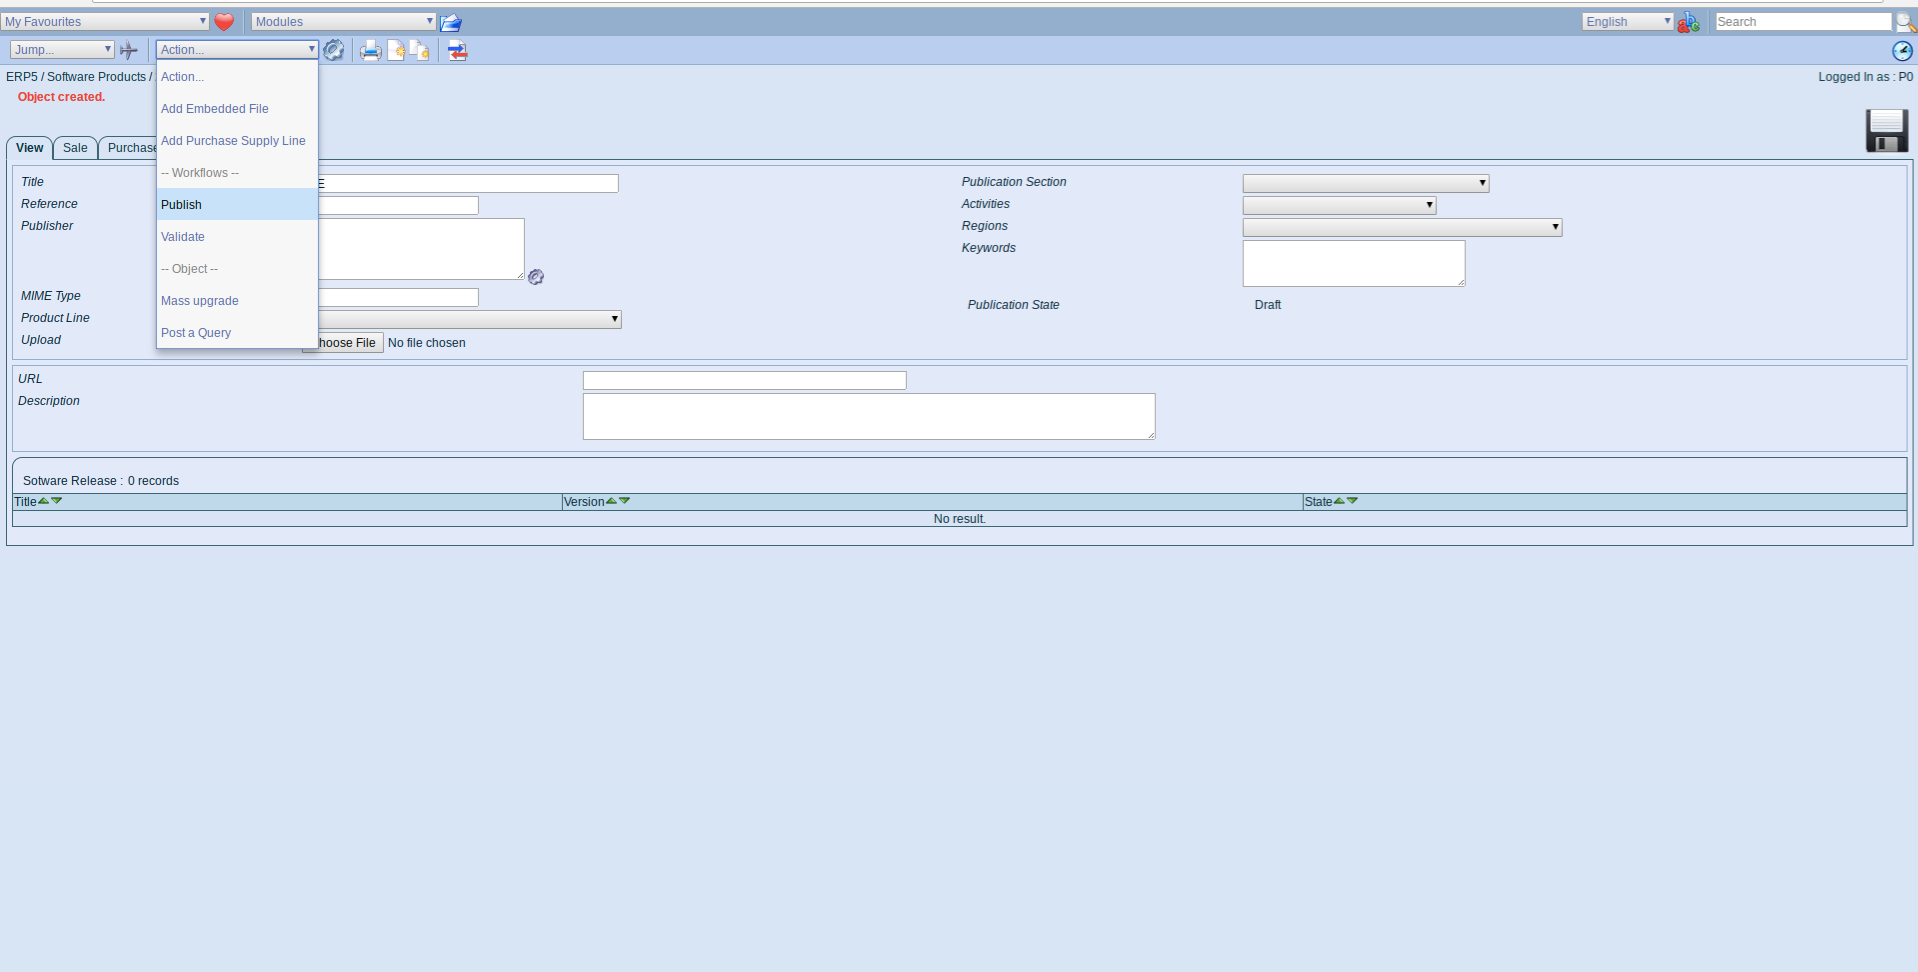 My Favourites Modules English Search
Jump... Action...
ERP5 / Software Products / Logged In as : P0
Action...
Object created.
Add Embedded File
Add Purchase Supply Line
View Sale Purchase
-- Workflows --
Title E Publication Section
Reference Publish Activities
Publisher Regions
Validate
Keywords
-- Object --
MIME Type Mass upgrade Publication State Draft
Product Line
Post a Query
Upload hoose File No file chosen
URL
Description
Sotware Release : 0 records
Title Version State
No result.